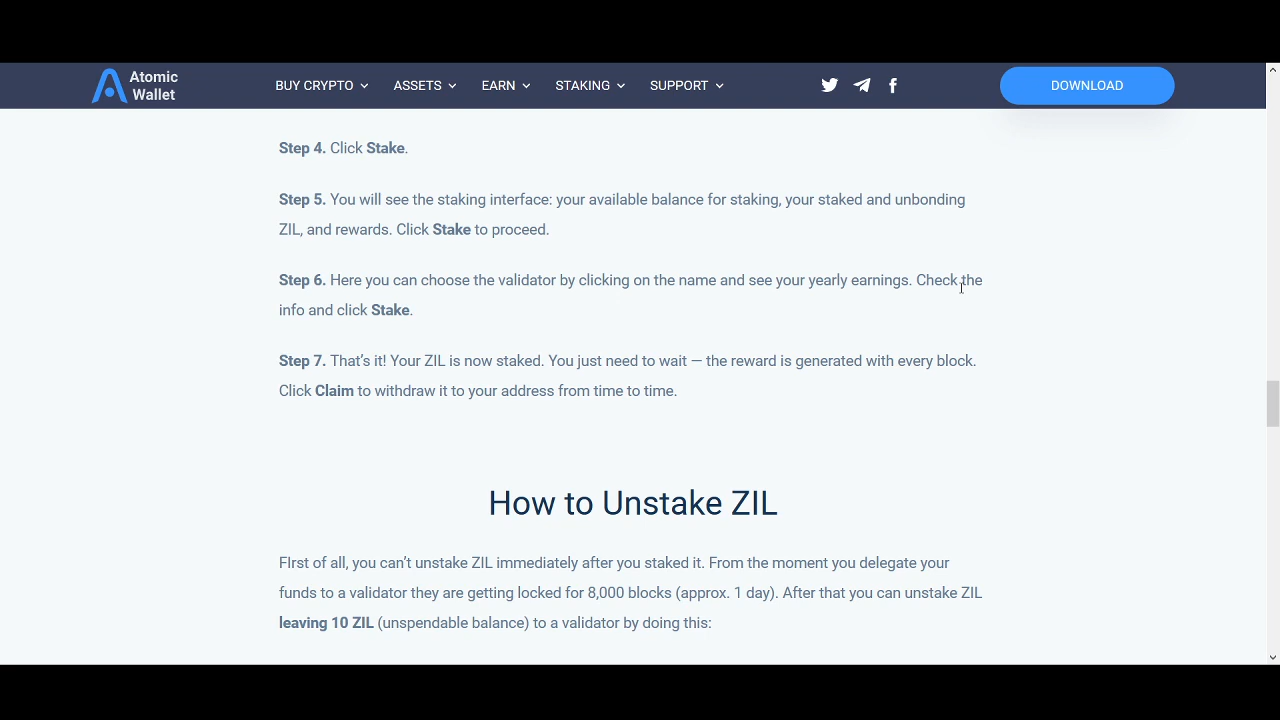 Atomic
Wallet
BUY CRYPTO ASSETS EARN STAKING SUPPORT DOWNLOAD
Step 4. Click Stake.
Step 5. You will see the staking interface: your available balance for staking, your staked and unbonding
ZIL, and rewards. Click Stake to proceed.
Step 6. Here you can choose the validator by clicking on the name and see your yearly earnings. Check the
info and click Stake.
Step 7. That's it! Your ZIL is now staked. You just need to wait — the reward is generated with every block.
Click Claim to withdraw it to your address from time to time.
How to Unstake ZIL
FIrst of all, you can't unstake ZIL immediately after you staked it. From the moment you delegate your
funds to a validator they are getting locked for 8,000 blocks (approx. 1 day). After that you can unstake ZIL
leaving 10 ZIL (unspendable balance) to a validator by doing this: